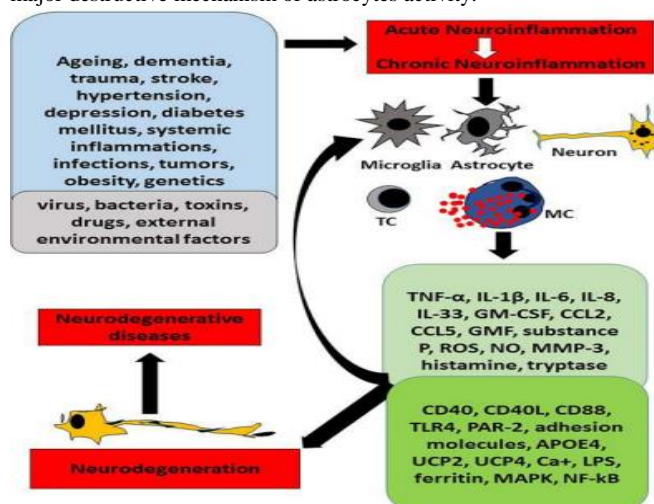 major destructive mechanism of astrocytes activity.
Ageing, dementia,
trauma, stroke,
hypertension,
depression, diabetes
mellitus, systemic
inflammations,
infections, tumors,
obesity, genetics
virus, bacteria, toxins,
drugs, external
environmental factors
Acute Neuroinflammation
Chronic Neuroinflammation
Microglia
Astrocyte
Neuron
TC
MC
TNF-α, IL-1β, IL-6, IL-8,
IL-33, GM-CSF, CCL2,
CCL5, GMF, substance
P, ROS, NO, MMP-3,
histamine, tryptase
CD40, CD40L, CD88,
TLR4, PAR-2, adhesion
molecules, APOE4,
UCP2, UCP4, Ca+, LPS,
ferritin, MAPK, NF-kB
Neurodegenerative
diseases
Neurodegeneration